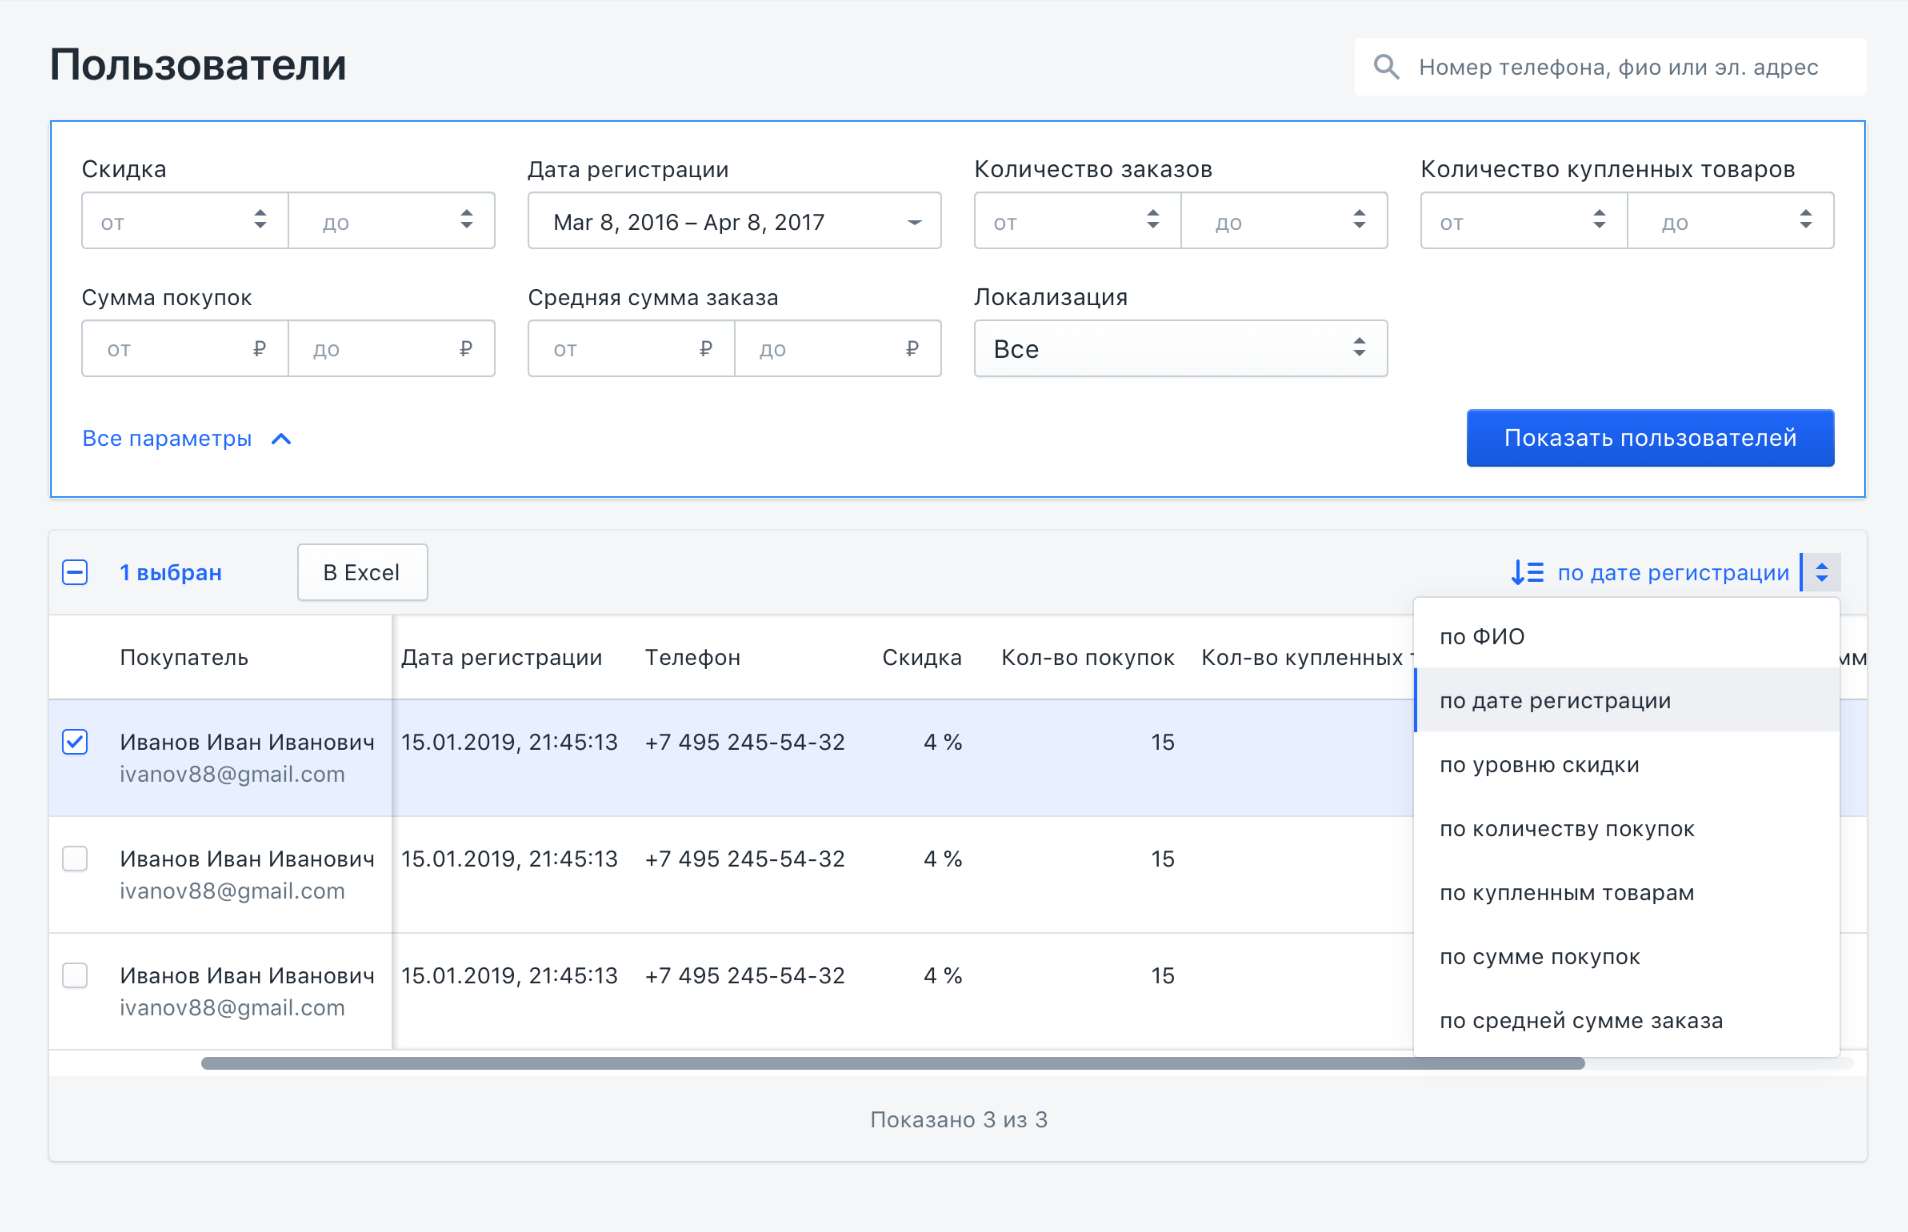 Пользователи
Номер телефона, фио или эл. адрес
Скидка
Дата регистрации
Количество заказов
Количество купленных товаров
от
до
Mar 8, 2016 – Apr 8, 2017
от
до
от
до
Сумма покупок
Средняя сумма заказа
Локализация
от ₽
до ₽
от ₽
до ₽
Все
Все параметры
Показать пользователей
1 выбран
В Excel
по дате регистрации
Покупатель
Дата регистрации
Телефон
Скидка
Кол-во покупок
Кол-во купленных
по ФИО
по дате регистрации
по уровню скидки
по количеству покупок
по купленным товарам
по сумме покупок
по средней сумме заказа
Иванов Иван Иванович
ivanov88@gmail.com
15.01.2019, 21:45:13
+7 495 245-54-32
4 %
15
Иванов Иван Иванович
ivanov88@gmail.com
15.01.2019, 21:45:13
+7 495 245-54-32
4 %
15
Иванов Иван Иванович
ivanov88@gmail.com
15.01.2019, 21:45:13
+7 495 245-54-32
4 %
15
Показано 3 из 3